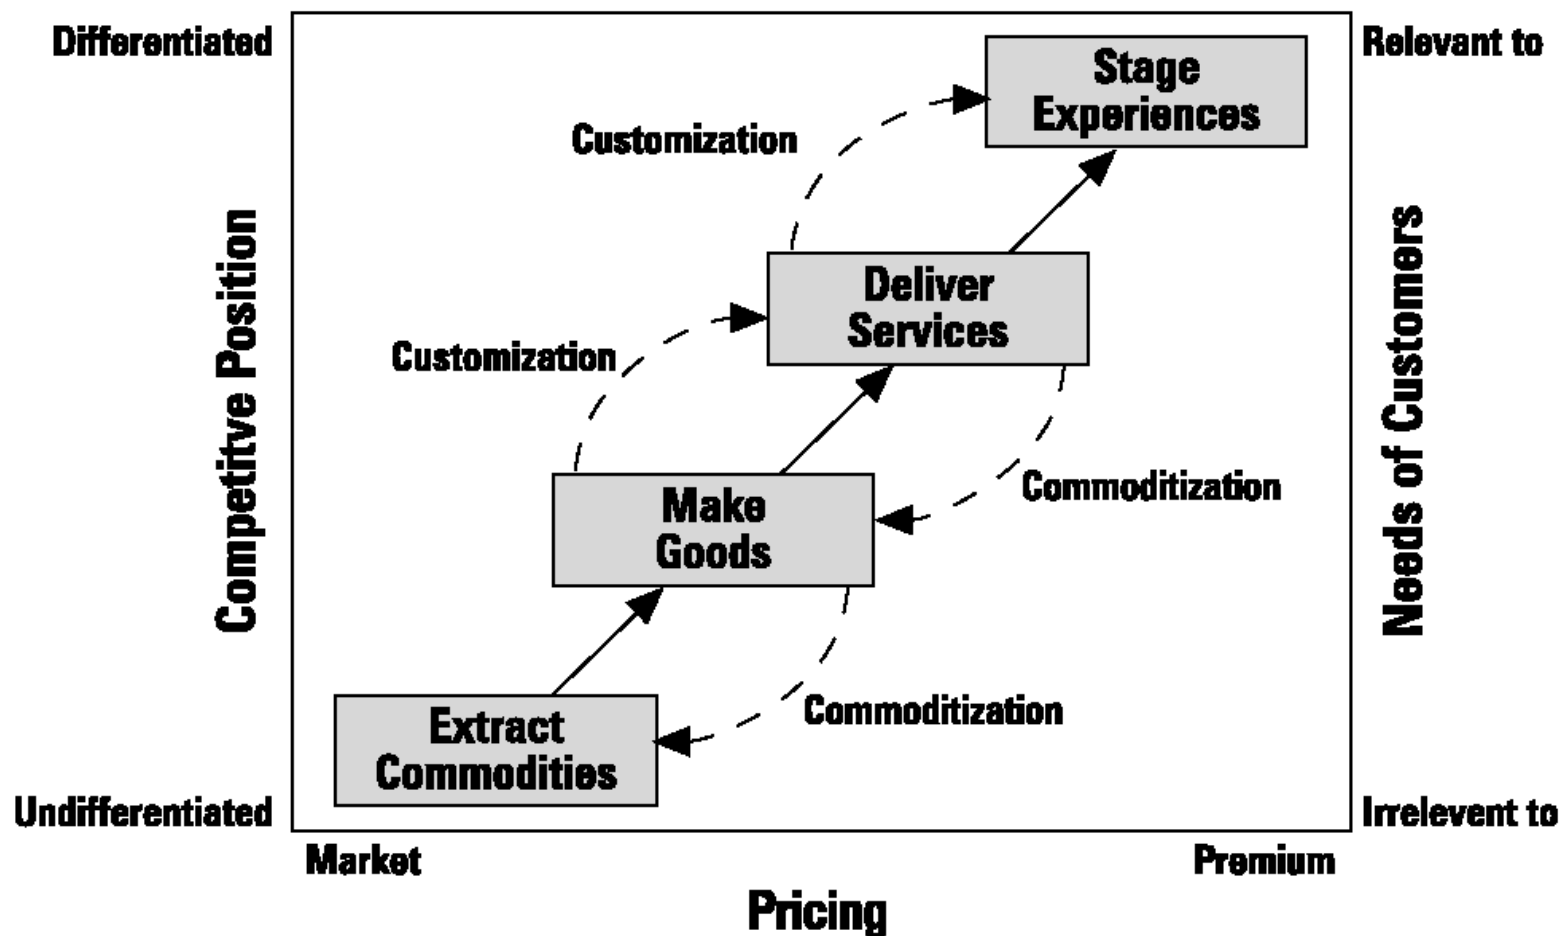 Differentiated
Relevant to
Stage
Experiences
Customization
Deliver
Services
Customization
Competitve Position
Needs of Customers
Commoditization
Make
Goods
Commoditization
Extract
Commodities
Undifferentiated
Irrelevent to
Market
Premium
Pricing